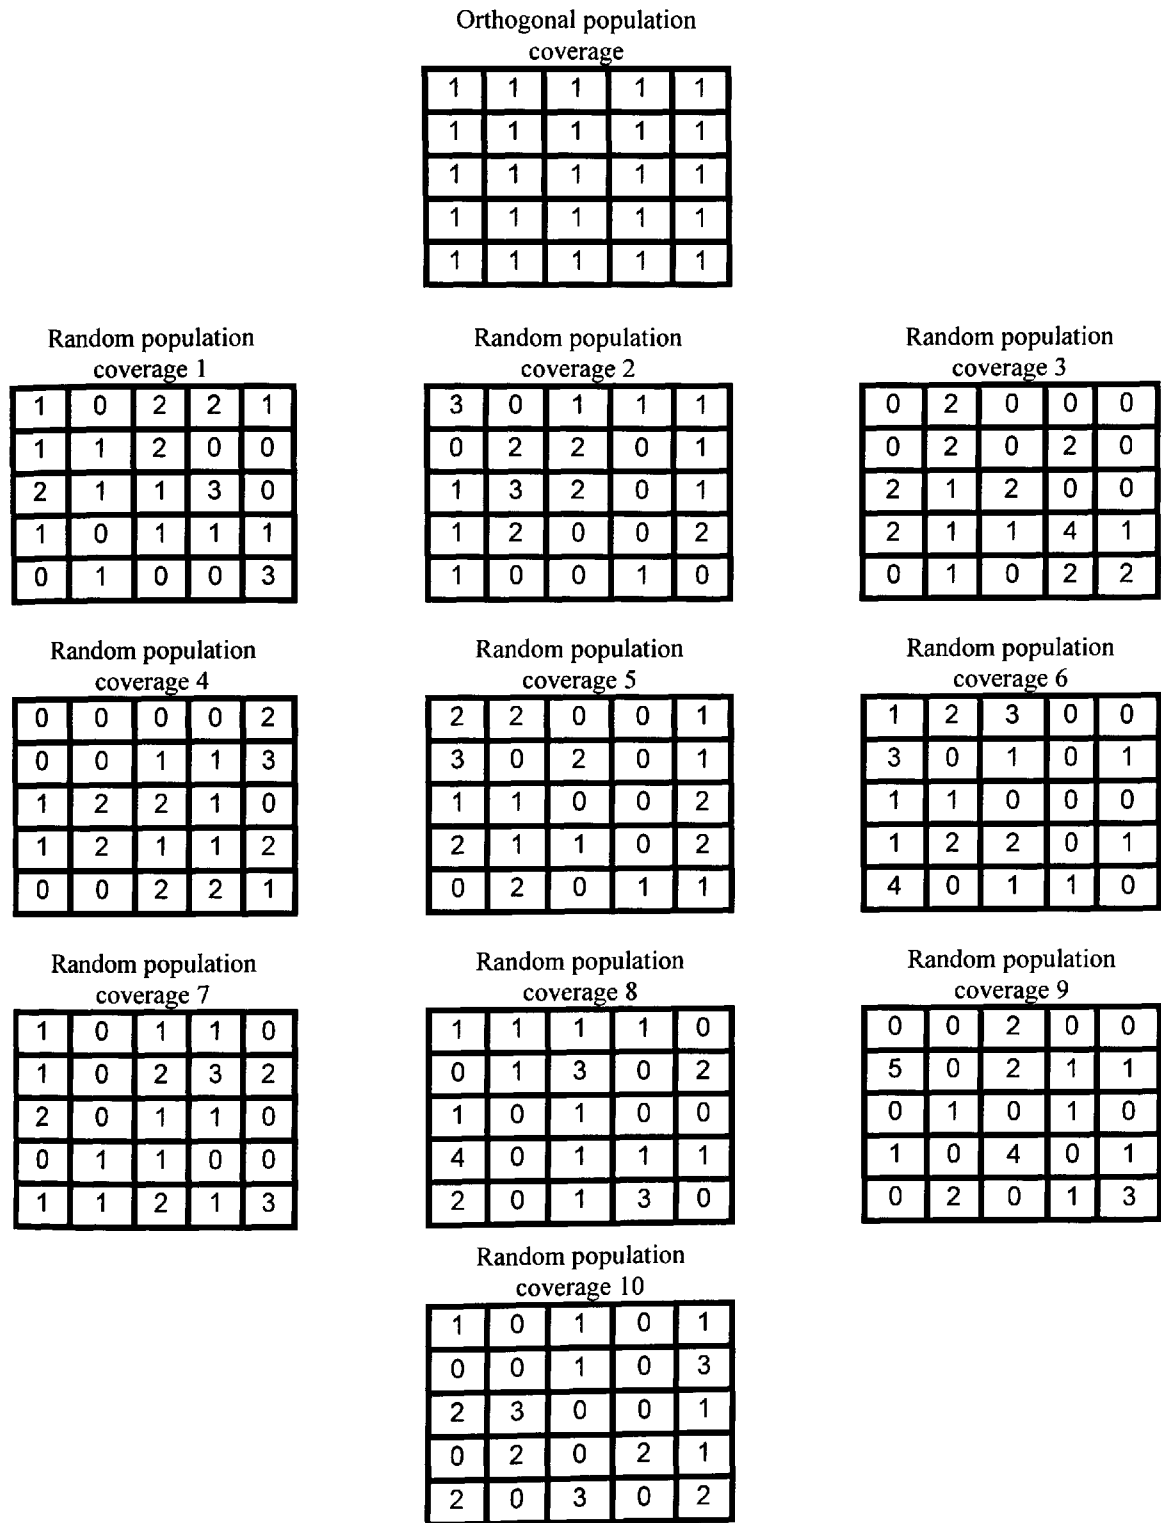 Orthogonal population
coverage
1 1 1 1 1
1 1 1 1 1
1 1 1 1 1
1 1 1 1 1
1 1 1 1 1
Random population
coverage 1
1 0 2 2 1
1 1 2 0 0
2 1 1 3 0
1 0 1 1 1
0 1 0 0 3
Random population
coverage 2
3 0 1 1 1
0 2 2 0 1
1 3 2 0 1
1 2 0 0 2
1 0 0 1 0
Random population
coverage 3
0 2 0 0 0
0 2 0 2 0
2 1 2 0 0
2 1 1 4 1
0 1 0 2 2
Random population
coverage 4
0 0 0 0 2
0 0 1 1 3
1 2 2 1 0
1 2 1 1 2
0 0 2 2 1
Random population
coverage 5
2 2 0 0 1
3 0 2 0 1
1 1 0 0 2
2 1 1 0 2
0 2 0 1 1
Random population
coverage 6
1 2 3 0 0
3 0 1 0 1
1 1 0 0 0
1 2 2 0 1
4 0 1 1 0
Random population
coverage 7
1 0 1 1 0
1 0 2 3 2
2 0 1 1 0
0 1 1 0 0
1 1 2 1 3
Random population
coverage 8
1 1 1 1 0
0 1 3 0 2
1 0 1 0 0
4 0 1 1 1
2 0 1 3 0
Random population
coverage 9
0 0 2 0 0
5 0 2 1 1
0 1 0 1 0
1 0 4 0 1
0 2 0 1 3
Random population
coverage 10
1 0 1 0 1
0 0 1 0 3
2 3 0 0 1
0 2 0 2 1
2 0 3 0 2